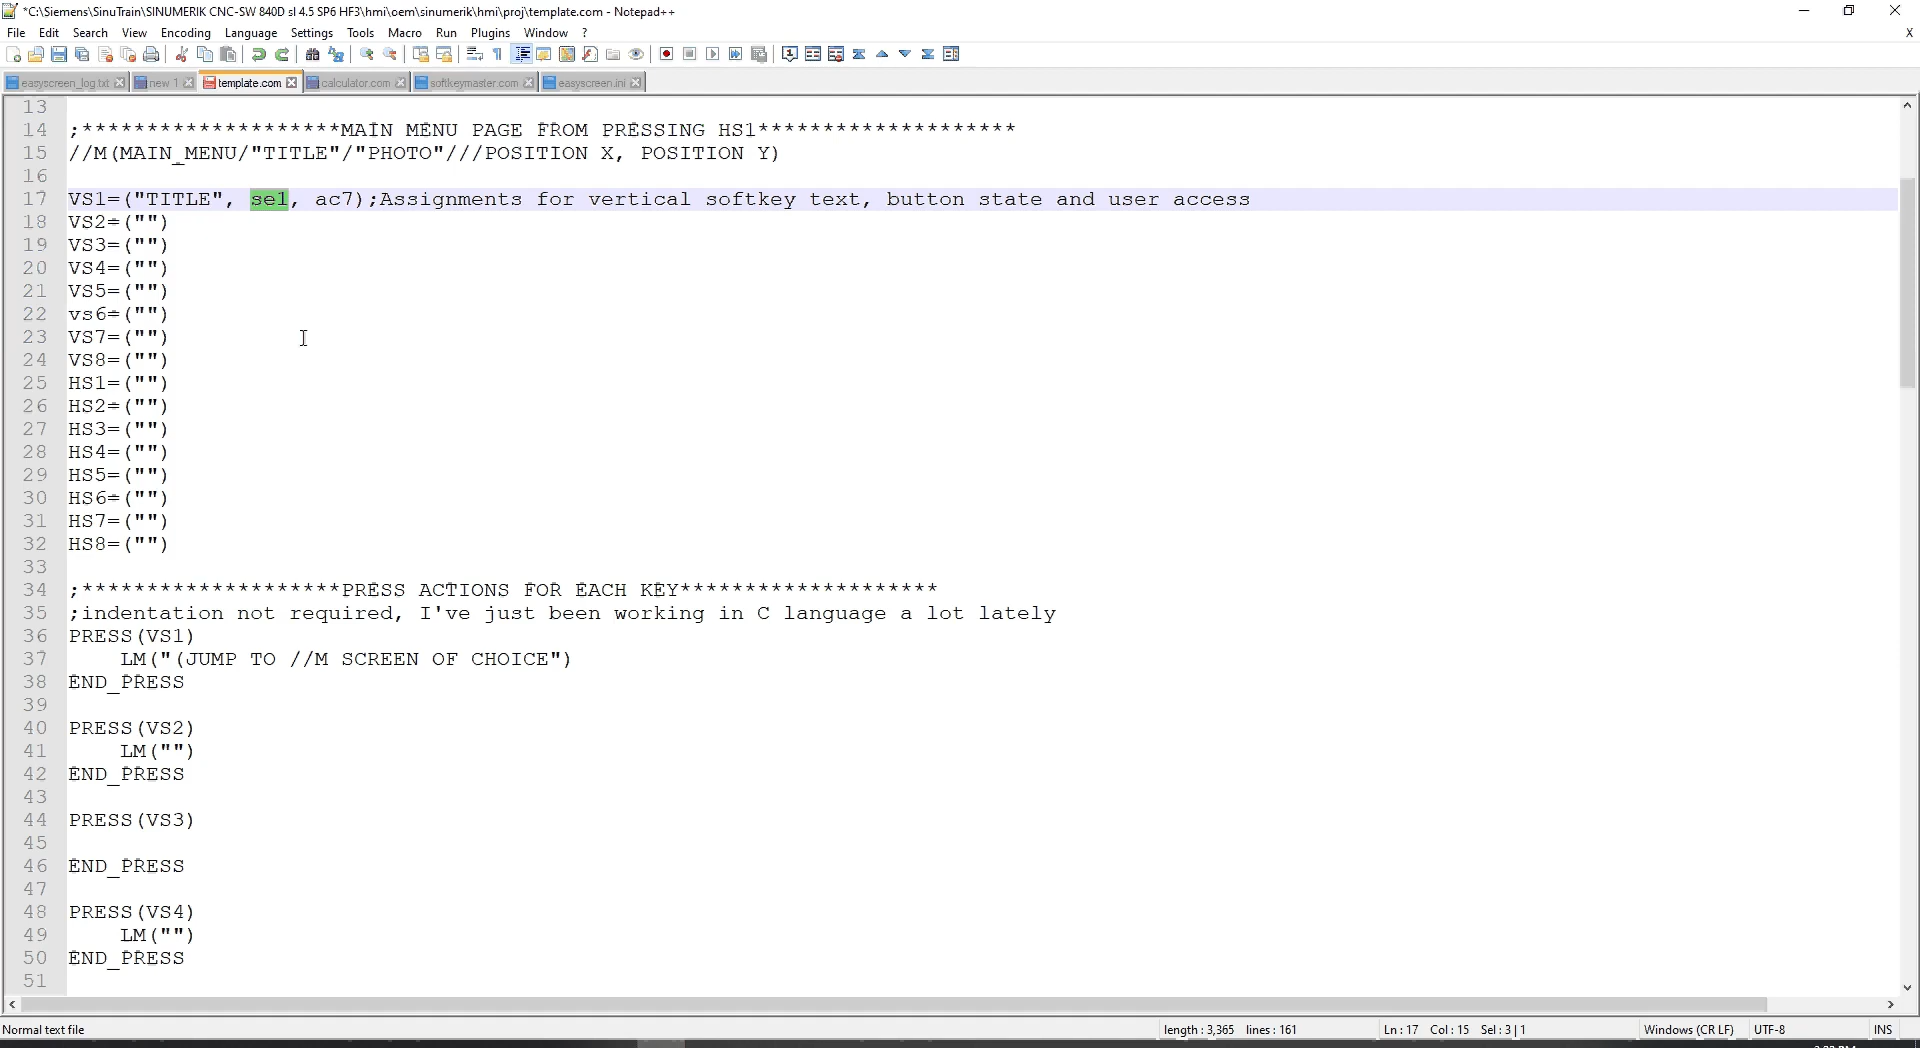 *C:\Siemens\SinuTrain\SINUMERIK CNC-SW 840D sl 4.5 SP6 HF3\hmi\oem\sinumerik\hmi\proj\template.com - Notepad++
File Edit Search View Encoding Language Settings Tools Macro Run Plugins Window ? X
easyscreen_log.txt new 1 template.com calculator.com softkeymaster.com easyscreen.ini
13
14 ;********************MAIN MENU PAGE FROM PRESSING HS1********************
15 //M(MAIN_MENU/"TITLE"/"PHOTO"///POSITION X, POSITION Y)
16
17 VS1=("TITLE", se1, ac7);Assignments for vertical softkey text, button state and user access
18 VS2=("")
19 VS3=("")
20 VS4=("")
21 VS5=("")
22 vs6=("")
23 VS7=("")
24 VS8=("")
25 HS1=("")
26 HS2=("")
27 HS3=("")
28 HS4=("")
29 HS5=("")
30 HS6=("")
31 HS7=("")
32 HS8=("")
33
34 ;********************PRESS ACTIONS FOR EACH KEY********************
35 ;indentation not required, I've just been working in C language a lot lately
36 PRESS(VS1)
37 LM("(JUMP TO //M SCREEN OF CHOICE")
38 END_PRESS
39
40 PRESS(VS2)
41 LM("")
42 END_PRESS
43
44 PRESS(VS3)
45
46 END_PRESS
47
48 PRESS(VS4)
49 LM("")
50 END_PRESS
51
Normal text file length : 3,365 lines : 161 Ln : 17 Col : 15 Sel : 3 | 1 Windows (CR LF) UTF-8 INS